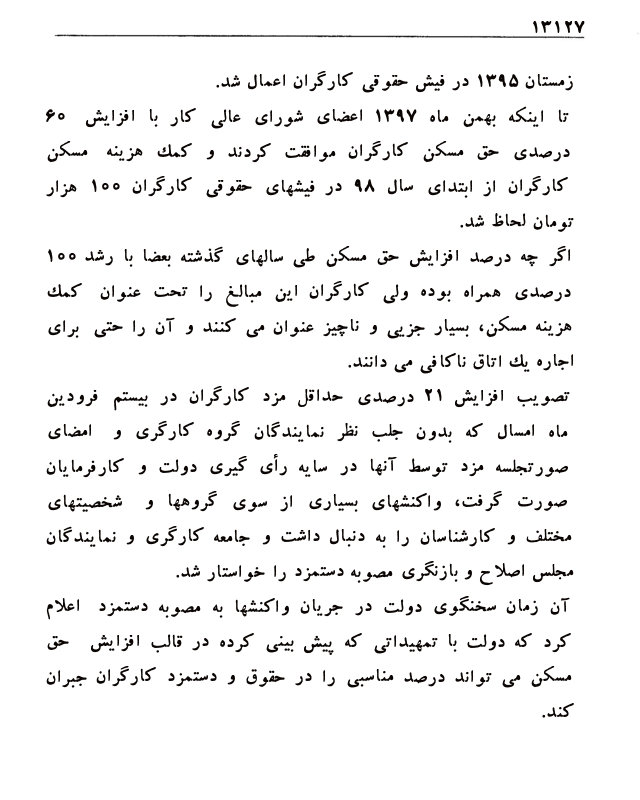 ۱۳۱۲۷
زمستان ۱۳۹۵ در فیش حقوقی کارگران اعمال شد.
تا اینکه بهمن ماه ۱۳۹۷ اعضای شورای عالی کار با افزایش ۶۰
درصدی حق مسکن کارگران موافقت کردند و کمك هزینه مسکن
کارگران از ابتدای سال ۹۸ در فیشهای حقوقی کارگران ۱۰۰ هزار
تومان لحاظ شد.
اگر چه درصد افزایش حق مسکن طی سالهای گذشته بعضا با رشد ۱۰۰
درصدی همراه بوده ولی کارگران این مبالغ را تحت عنوان کمك
هزینه مسکن، بسیار جزیی و ناچیز عنوان می کنند و آن را حتی برای
اجاره یك اتاق ناکافی می دانند.
تصویب افزایش ۲۱ درصدی حداقل مزد کارگران در بیستم فرودین
ماه امسال که بدون جلب نظر نمایندگان گروه کارگری و امضای
صورتجلسه مزد توسط آنها در سایه رأی گیری دولت و کارفرمایان
صورت گرفت، واکنشهای بسیاری از سوی گروهها و شخصیتهای
مختلف و کارشناسان را به دنبال داشت و جامعه کارگری و نمایندگان
مجلس اصلاح و بازنگری مصوبه دستمزد را خواستار شد.
آن زمان سخنگوی دولت در جریان واکنشها به مصوبه دستمزد اعلام
کرد که دولت با تمهیداتی که پیش بینی کرده در قالب افزایش حق
مسکن می تواند درصد مناسبی را در حقوق و دستمزد کارگران جبران
کند.